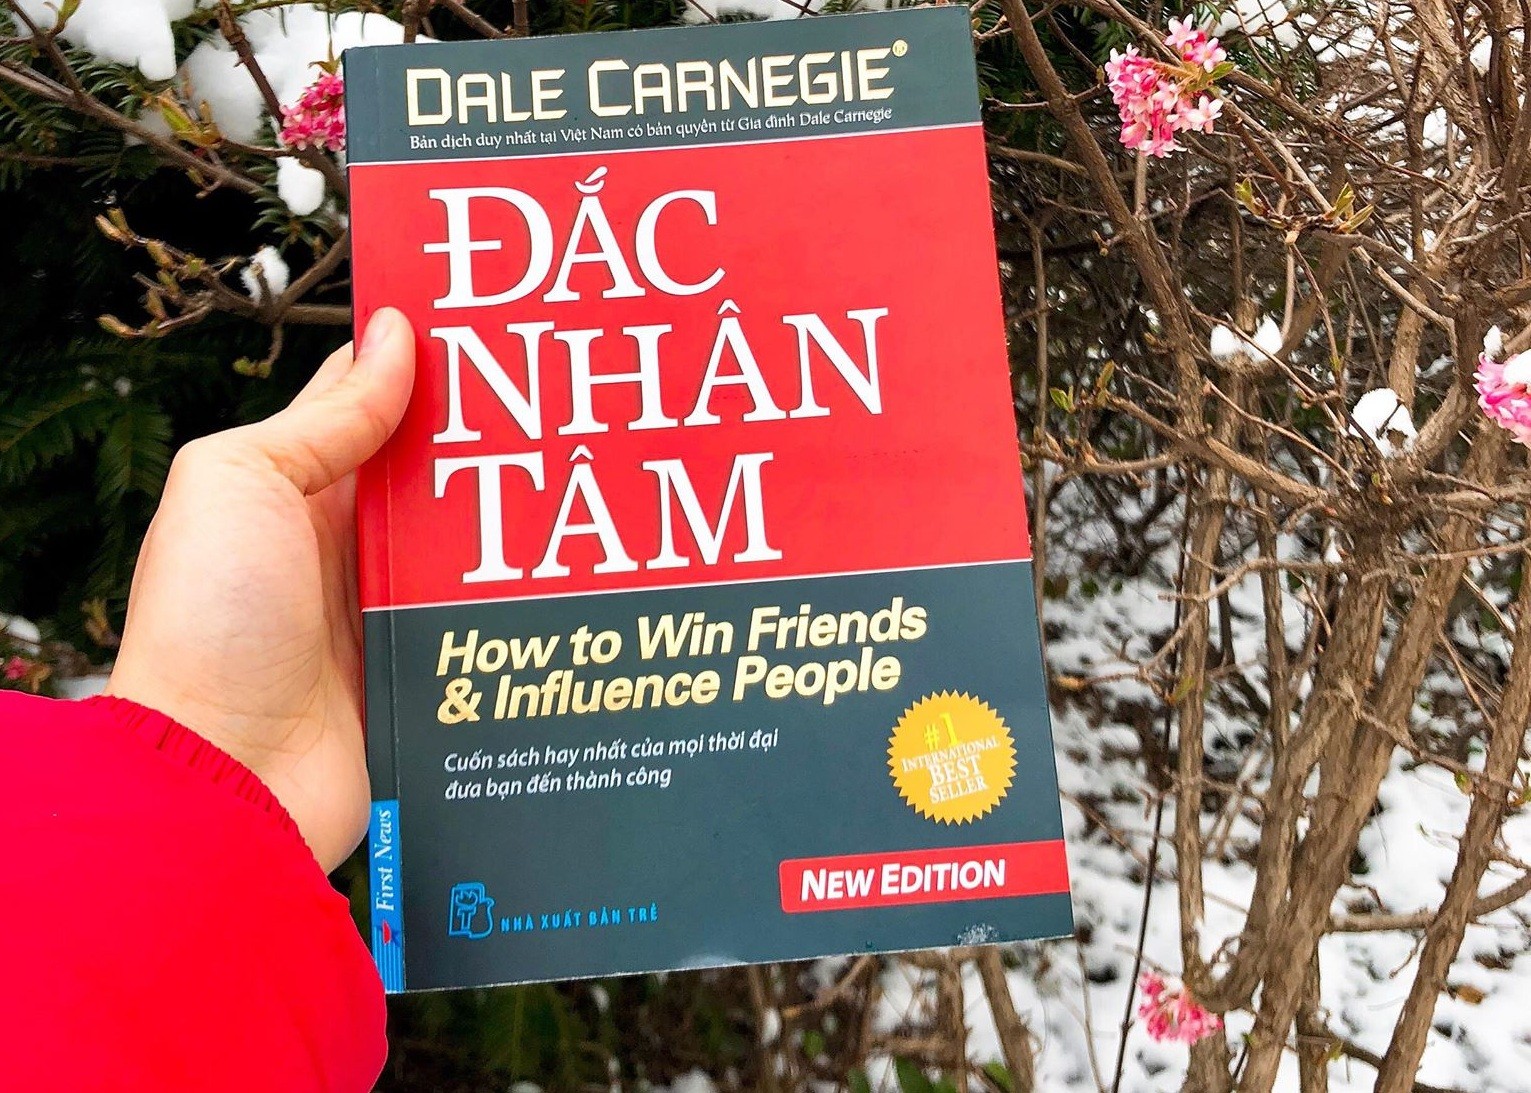 DALE CARNEGIE®
Bản dịch duy nhất tại Việt Nam có bản quyền từ Gia đình Dale Carnegie
ĐẮC
NHÂN
TÂM
How to Win Friends
& Influence People
Cuốn sách hay nhất của mọi thời đại
đưa bạn đến thành công
#1
INTERNATIONAL
BEST
SELLER
NEW EDITION
First News
NHÀ XUẤT BẢN TRẺ